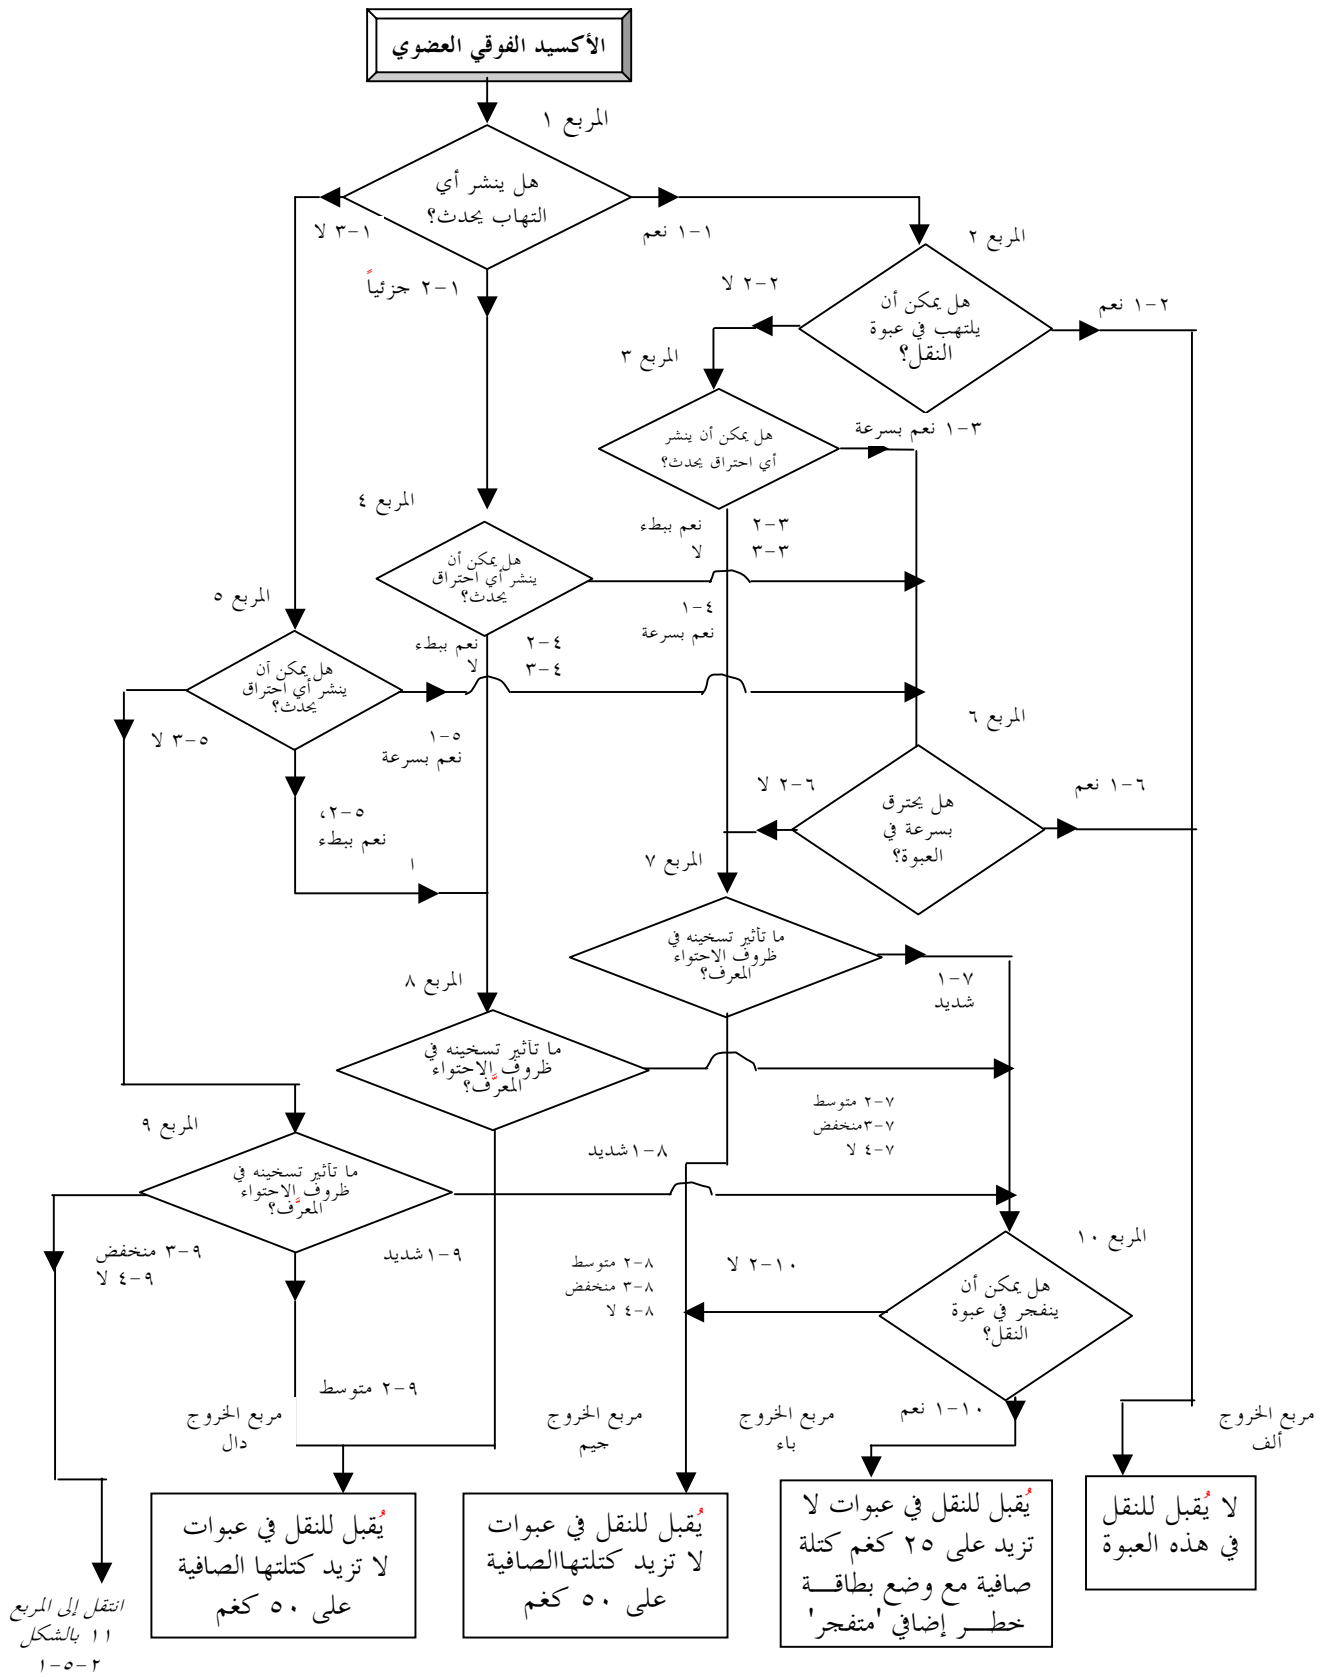 الأكسيد الفوقي العضوي
المربع ١
هل ينشر أي
التهاب يحدث؟
١-١ نعم
١-٣ لا
١-٢ جزئياً
المربع ٢
هل يمكن أن
يلتهب في عبوة
النقل؟
٢-١ نعم
٢-٢ لا
المربع ٣
هل يمكن أن ينشر
أي احتراق يحدث؟
٣-١ نعم بسرعة
٣-٢ نعم ببطء
٣-٣ لا
المربع ٤
هل يمكن أن
ينشر أي احتراق
يحدث؟
٤-١
نعم بسرعة
٤-٢ نعم ببطء
٤-٣ لا
المربع ٥
هل يمكن أن
ينشر أي احتراق
يحدث؟
٥-١
نعم بسرعة
٥-٣ لا
٥-٢،
نعم ببطء
ا
المربع ٦
هل يحترق
بسرعة في
العبوة؟
٦-١ نعم
٦-٢ لا
المربع ٧
ما تأثير تسخينه في
ظروف الاحتواء
المعرف؟
٧-١
شديد
٧-٢ متوسط
٧-٣منخفض
٧-٤ لا
المربع ٨
ما تأثير تسخينه في
ظروف الاحتواء
المعرَّف؟
٨-١شديد
٨-٢ متوسط
٨-٣ منخفض
٨-٤ لا
المربع ٩
ما تأثير تسخينه في
ظروف الاحتواء
المعرَّف؟
٩-١شديد
٩-٣ منخفض
٩-٤ لا
٩-٢ متوسط
المربع ١٠
هل يمكن أن
ينفجر في عبوة
النقل؟
١٠-٢ لا
١٠-١ نعم
مربع الخروج
ألف
لا يُقبل للنقل
في هذه العبوة
مربع الخروج
باء
يُقبل للنقل في عبوات لا
تزيد على ٢٥ كغم كتلة
صافية مع وضع بطاقـــة
خطـــر إضافي 'متفجر'
مربع الخروج
جيم
يُقبل للنقل في عبوات
لا تزيد كتلتهاالصافية
على ٥٠ كغم
مربع الخروج
دال
يُقبل للنقل في عبوات
لا تزيد كتلتها الصافية
على ٥٠ كغم
انتقل إلى المربع
١١ بالشكل
٢-٥-١